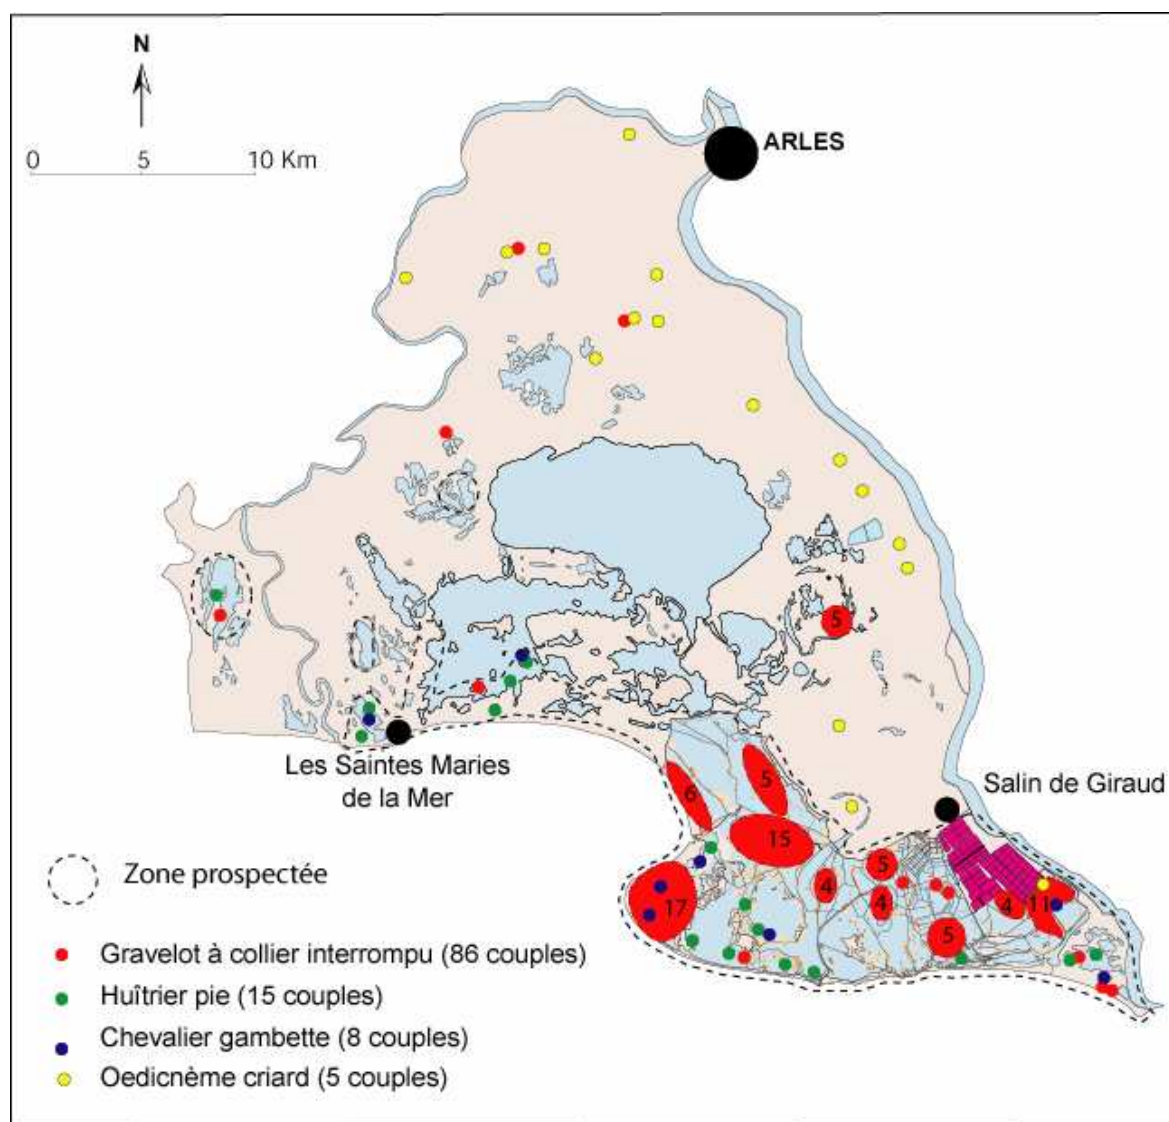 N
0 5 10 Km
ARLES
5
Les Saintes Maries
de la Mer
Salin de Giraud
6
5
15
5
4
4
17
4
11
5
Zone prospectée
Gravelot à collier interrompu (86 couples)
Huîtrier pie (15 couples)
Chevalier gambette (8 couples)
Oedicnème criard (5 couples)